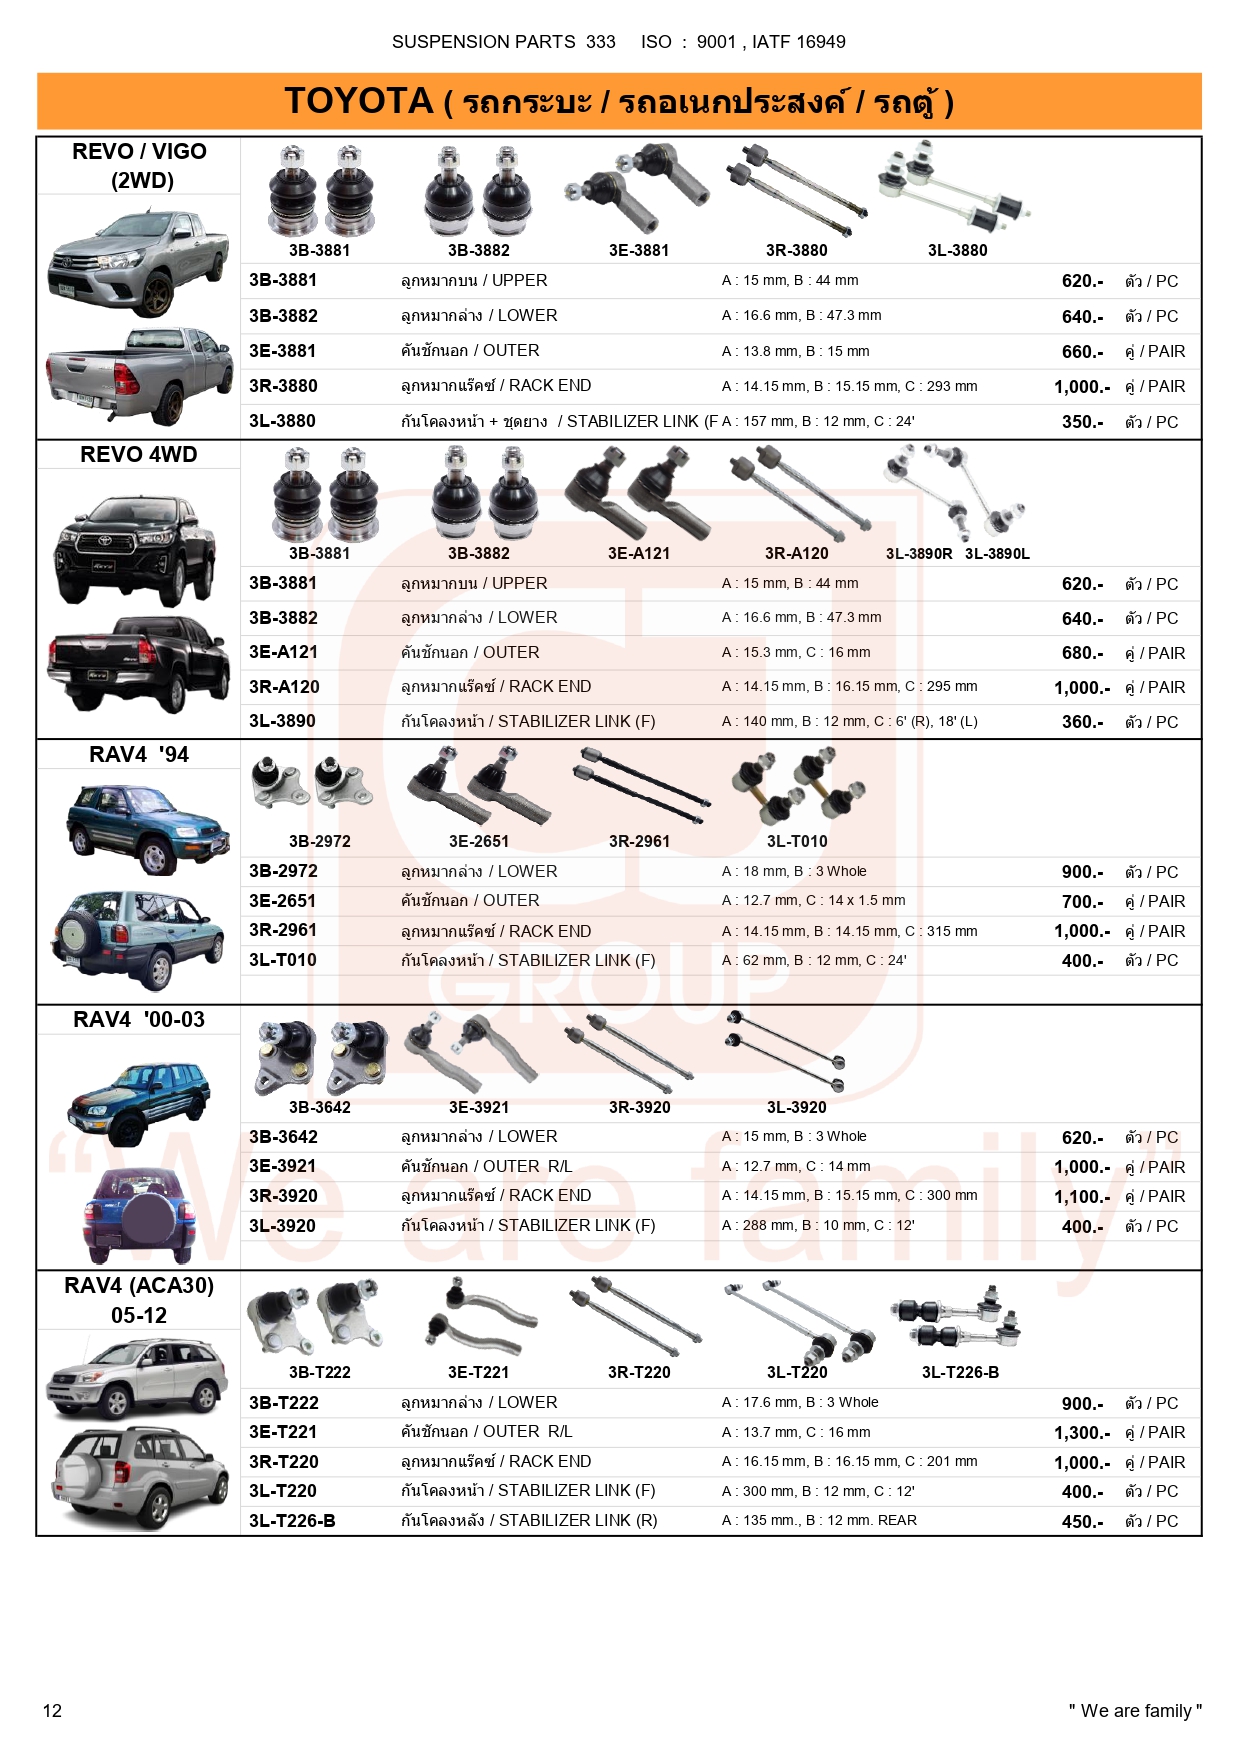 SUSPENSION PARTS 333 ISO : 9001 , IATF 16949
TOYOTA ( รถกระบะ / รถอเนกประสงค์ / รถตู้ )
REVO / VIGO
(2WD)
3B-3881 3B-3882 3E-3881 3R-3880 3L-3880
3B-3881 ลูกหมากบน / UPPER A : 15 mm, B : 44 mm 620.- ตัว / PC
3B-3882 ลูกหมากล่าง / LOWER A : 16.6 mm, B : 47.3 mm 640.- ตัว / PC
3E-3881 คันชักนอก / OUTER A : 13.8 mm, B : 15 mm 660.- คู่ / PAIR
3R-3880 ลูกหมากแร๊คซ์ / RACK END A : 14.15 mm, B : 15.15 mm, C : 293 mm 1,000.- คู่ / PAIR
3L-3880 กันโคลงหน้า + ชุดยาง / STABILIZER LINK (F A : 157 mm, B : 12 mm, C : 24' 350.- ตัว / PC
REVO 4WD
3B-3881 3B-3882 3E-A121 3R-A120 3L-3890R 3L-3890L
3B-3881 ลูกหมากบน / UPPER A : 15 mm, B : 44 mm 620.- ตัว / PC
3B-3882 ลูกหมากล่าง / LOWER A : 16.6 mm, B : 47.3 mm 640.- ตัว / PC
3E-A121 คันชักนอก / OUTER A : 15.3 mm, C : 16 mm 680.- คู่ / PAIR
3R-A120 ลูกหมากแร๊คซ์ / RACK END A : 14.15 mm, B : 16.15 mm, C : 295 mm 1,000.- คู่ / PAIR
3L-3890 กันโคลงหน้า / STABILIZER LINK (F) A : 140 mm, B : 12 mm, C : 6' (R), 18' (L) 360.- ตัว / PC
RAV4 '94
3B-2972 3E-2651 3R-2961 3L-T010
3B-2972 ลูกหมากล่าง / LOWER A : 18 mm, B : 3 Whole 900.- ตัว / PC
3E-2651 คันชักนอก / OUTER A : 12.7 mm, C : 14 x 1.5 mm 700.- คู่ / PAIR
3R-2961 ลูกหมากแร๊คซ์ / RACK END A : 14.15 mm, B : 14.15 mm, C : 315 mm 1,000.- คู่ / PAIR
3L-T010 กันโคลงหน้า / STABILIZER LINK (F) A : 62 mm, B : 12 mm, C : 24' 400.- ตัว / PC
GROUP
RAV4 '00-03
3B-3642 3E-3921 3R-3920 3L-3920
3B-3642 ลูกหมากล่าง / LOWER A : 15 mm, B : 3 Whole 620.- ตัว / PC
3E-3921 คันชักนอก / OUTER R/L A : 12.7 mm, C : 14 mm 1,000.- คู่ / PAIR
3R-3920 ลูกหมากแร๊คซ์ / RACK END A : 14.15 mm, B : 15.15 mm, C : 300 mm 1,100.- คู่ / PAIR
3L-3920 กันโคลงหน้า / STABILIZER LINK (F) A : 288 mm, B : 10 mm, C : 12' 400.- ตัว / PC
“We are family”
RAV4 (ACA30)
05-12
3B-T222 3E-T221 3R-T220 3L-T220 3L-T226-B
3B-T222 ลูกหมากล่าง / LOWER A : 17.6 mm, B : 3 Whole 900.- ตัว / PC
3E-T221 คันชักนอก / OUTER R/L A : 13.7 mm, C : 16 mm 1,300.- คู่ / PAIR
3R-T220 ลูกหมากแร๊คซ์ / RACK END A : 16.15 mm, B : 16.15 mm, C : 201 mm 1,000.- คู่ / PAIR
3L-T220 กันโคลงหน้า / STABILIZER LINK (F) A : 300 mm, B : 12 mm, C : 12' 400.- ตัว / PC
3L-T226-B กันโคลงหลัง / STABILIZER LINK (R) A : 135 mm., B : 12 mm. REAR 450.- ตัว / PC
12 " We are family "